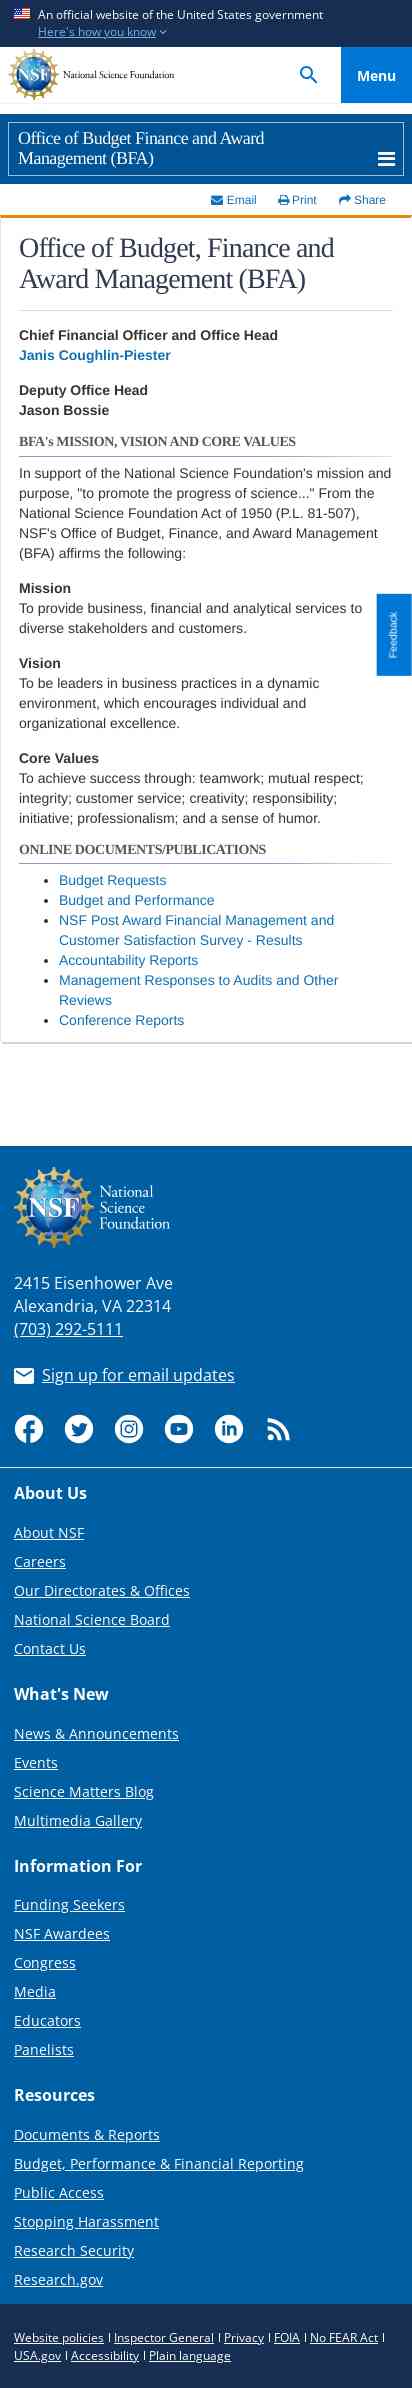 An official website of the United States government
Here's how you know
NSF National Science Foundation
Menu
Office of Budget Finance and Award
Management (BFA)
Email Print Share
Office of Budget, Finance and
Award Management (BFA)
Chief Financial Officer and Office Head
Janis Coughlin-Piester
Deputy Office Head
Jason Bossie
BFA's MISSION, VISION AND CORE VALUES
In support of the National Science Foundation's mission and
purpose, "to promote the progress of science..." From the
National Science Foundation Act of 1950 (P.L. 81-507),
NSF's Office of Budget, Finance, and Award Management
(BFA) affirms the following:
Mission
To provide business, financial and analytical services to
diverse stakeholders and customers.
Feedback
Vision
To be leaders in business practices in a dynamic
environment, which encourages individual and
organizational excellence.
Core Values
To achieve success through: teamwork; mutual respect;
integrity; customer service; creativity; responsibility;
initiative; professionalism; and a sense of humor.
ONLINE DOCUMENTS/PUBLICATIONS
• Budget Requests
• Budget and Performance
• NSF Post Award Financial Management and
Customer Satisfaction Survey - Results
• Accountability Reports
• Management Responses to Audits and Other
Reviews
• Conference Reports
NSF
National
Science
Foundation
2415 Eisenhower Ave
Alexandria, VA 22314
(703) 292-5111
Sign up for email updates
About Us
About NSF
Careers
Our Directorates & Offices
National Science Board
Contact Us
What's New
News & Announcements
Events
Science Matters Blog
Multimedia Gallery
Information For
Funding Seekers
NSF Awardees
Congress
Media
Educators
Panelists
Resources
Documents & Reports
Budget, Performance & Financial Reporting
Public Access
Stopping Harassment
Research Security
Research.gov
Website policies | Inspector General | Privacy | FOIA | No FEAR Act |
USA.gov | Accessibility | Plain language